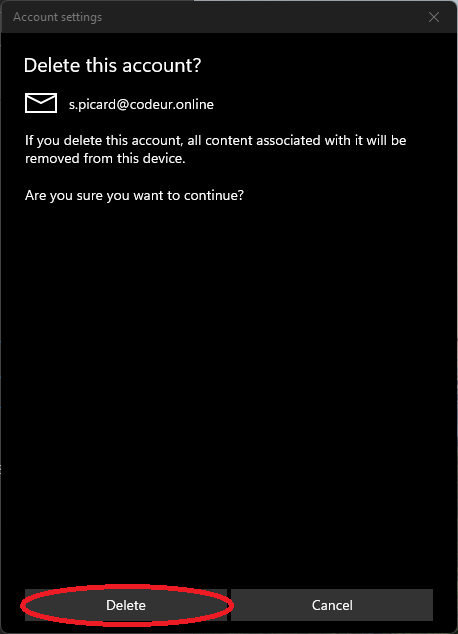 Account settings
Delete this account?
s.picard@codeur.online
If you delete this account, all content associated with it will be
removed from this device.
Are you sure you want to continue?
Delete
Cancel